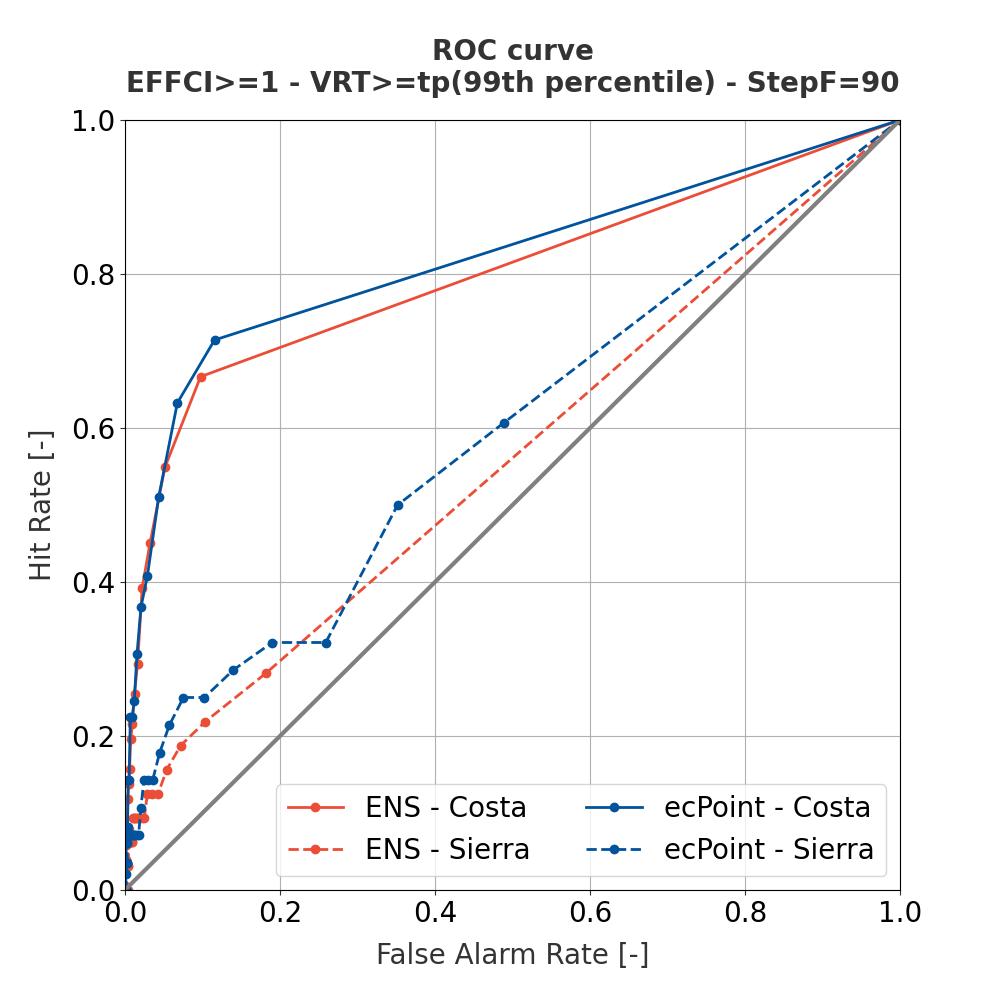 ROC curve
EFFCI>=1 - VRT>=tp(99th percentile) - StepF=90
1.0
0.8
0.6
0.4
0.2
0.0
Hit Rate [-]
ENS - Costa
ENS - Sierra
ecPoint - Costa
ecPoint - Sierra
0.0 0.2 0.4 0.6 0.8 1.0
False Alarm Rate [-]